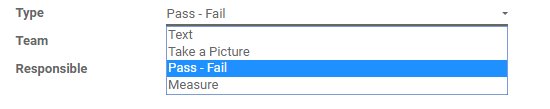 Type Pass - Fail
Team Text
Take a Picture
Responsible Pass - Fail
Measure